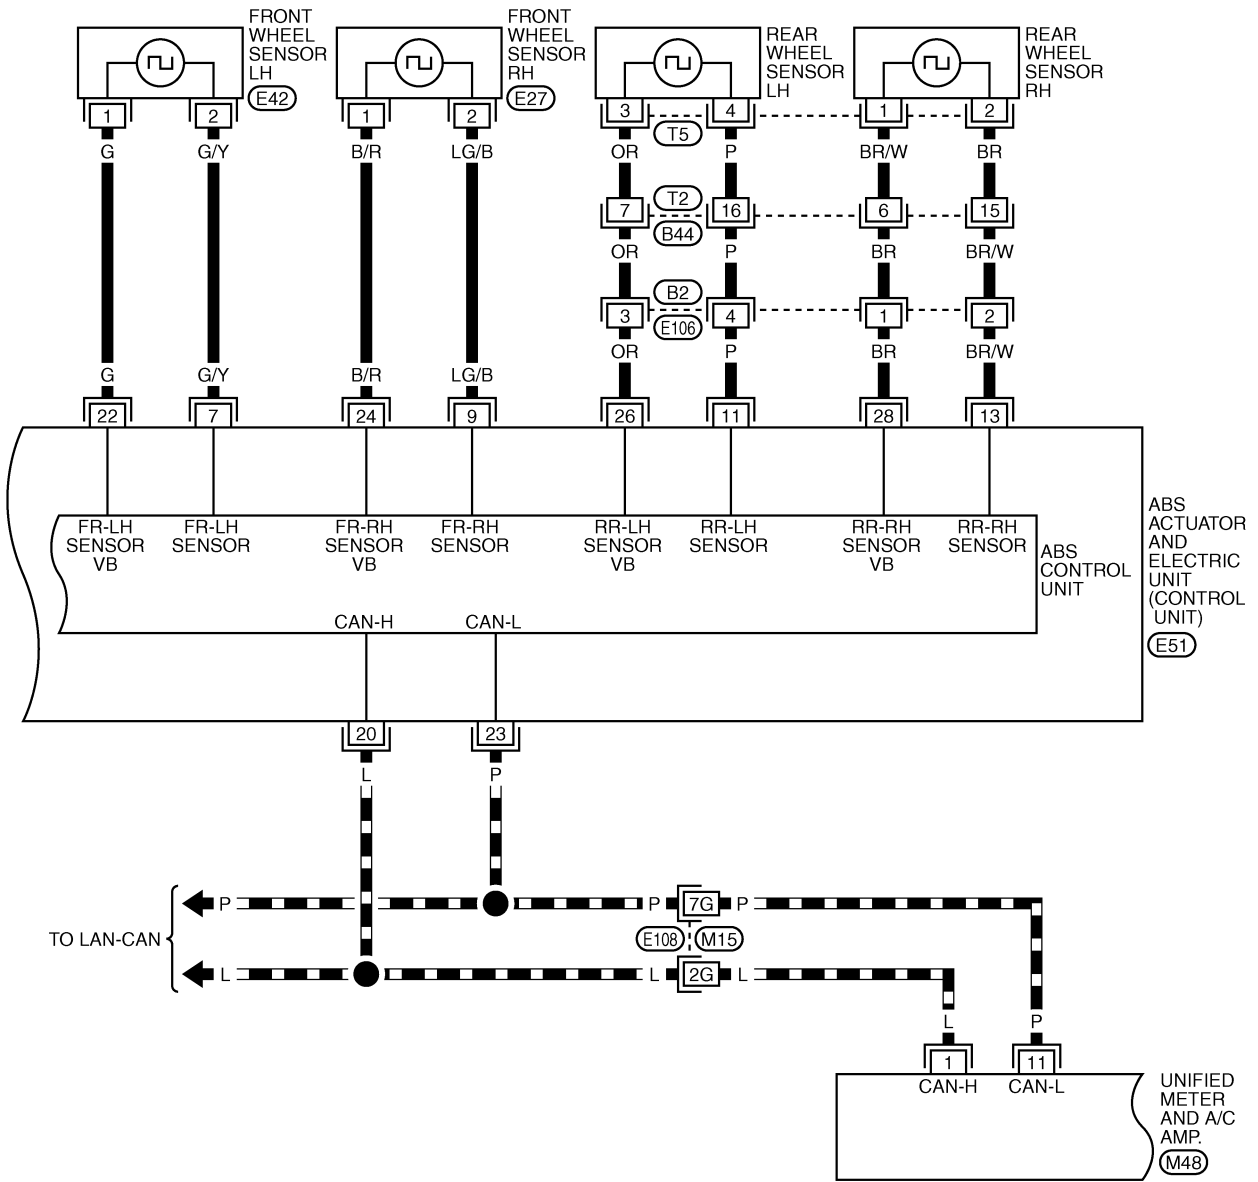 FRONT
WHEEL
SENSOR
LH
E42
FRONT
WHEEL
SENSOR
RH
E27
REAR
WHEEL
SENSOR
LH
REAR
WHEEL
SENSOR
RH
1 2 1 2 3 4 1 2
T5
G G/Y B/R LG/B OR P BR/W BR
T2
7 16 6 15
B44
OR P BR BR/W
B2
3 4 1 2
E106
OR P BR BR/W
G G/Y B/R LG/B
22 7 24 9 26 11 28 13
FR-LH
SENSOR
VB
FR-LH
SENSOR
FR-RH
SENSOR
VB
FR-RH
SENSOR
RR-LH
SENSOR
VB
RR-LH
SENSOR
RR-RH
SENSOR
VB
RR-RH
SENSOR
ABS
CONTROL
UNIT
ABS
ACTUATOR
AND
ELECTRIC
UNIT
(CONTROL
UNIT)
E51
CAN-H CAN-L
20 23
L P
P P 7G P
TO LAN-CAN
E108 M15
L L 2G L
L P
1 11
CAN-H CAN-L
UNIFIED
METER
AND A/C
AMP.
M48